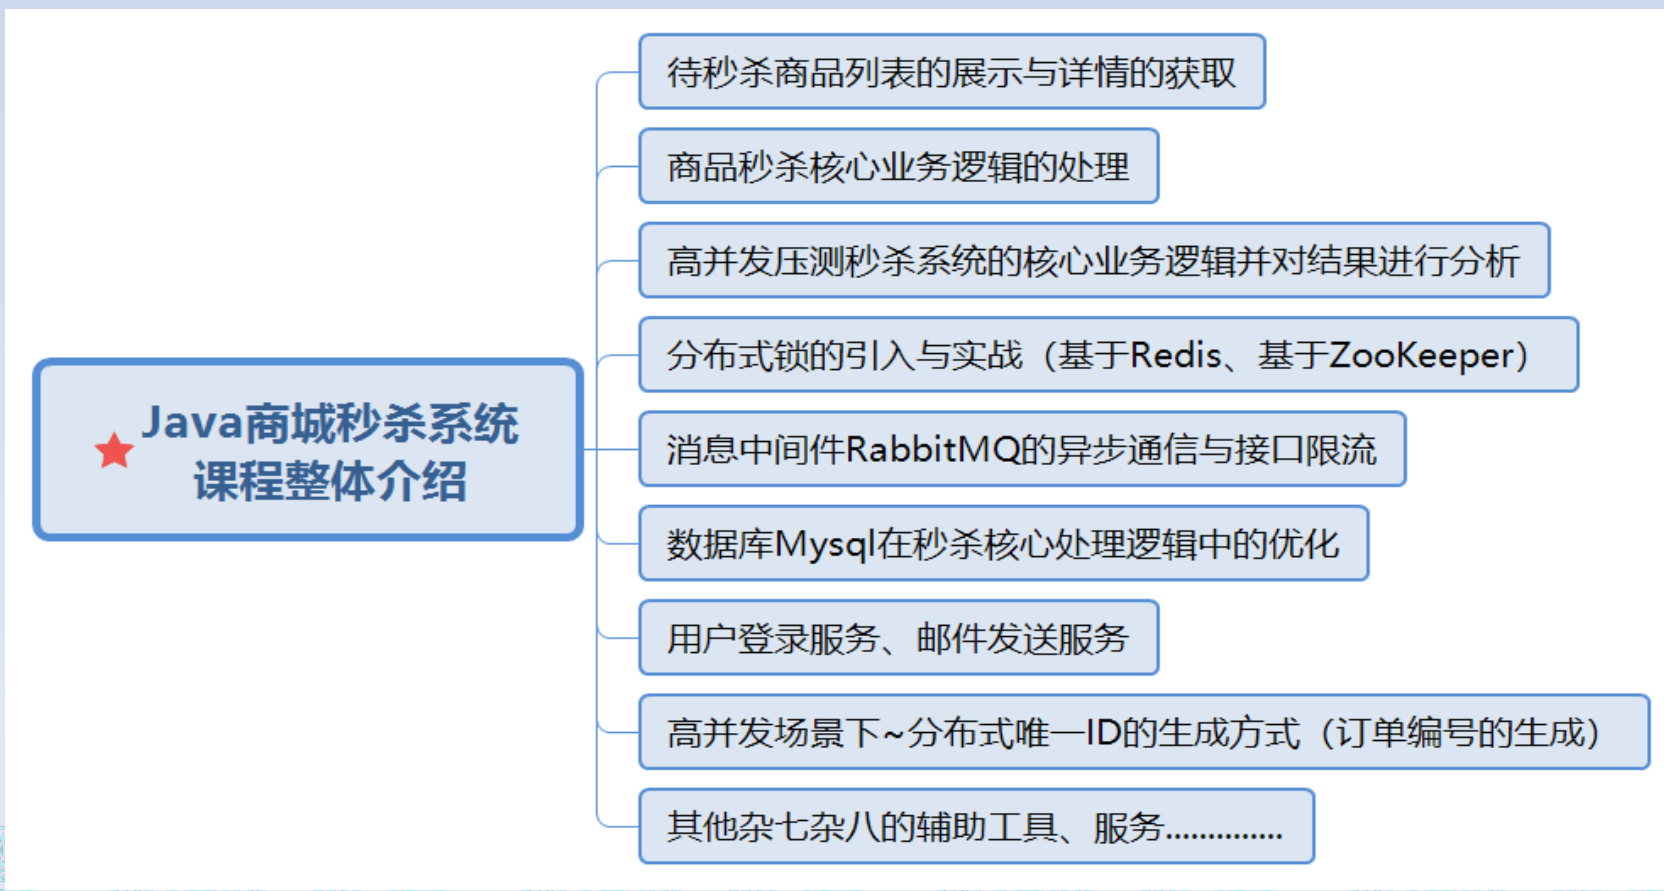 待秒杀商品列表的展示与详情的获取
商品秒杀核心业务逻辑的处理
高并发压测秒杀系统的核心业务逻辑并对结果进行分析
分布式锁的引入与实战（基于Redis、基于ZooKeeper）
Java商城秒杀系统
课程整体介绍
消息中间件RabbitMQ的异步通信与接口限流
数据库Mysql在秒杀核心处理逻辑中的优化
用户登录服务、邮件发送服务
高并发场景下~分布式唯一ID的生成方式（订单编号的生成）
其他杂七杂八的辅助工具、服务..............